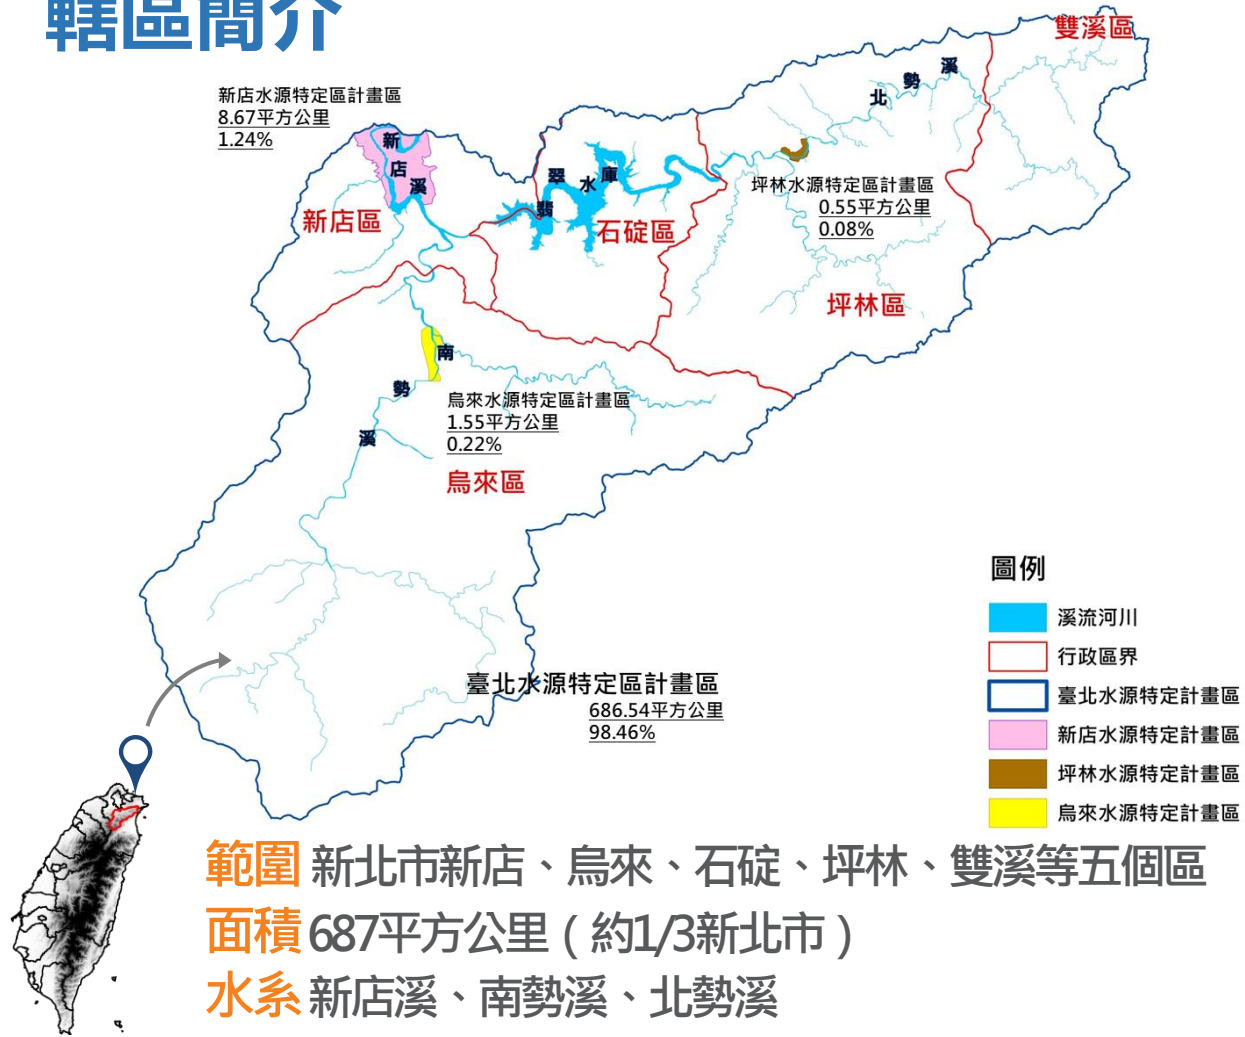 轄區簡介
雙溪區
新店水源特定區計畫區
8.67平方公里
1.24%
北勢溪
新店溪
翡翠水庫
坪林水源特定區計畫區
0.55平方公里
0.08%
新店區
石碇區
坪林區
南勢溪
烏來水源特定區計畫區
1.55平方公里
0.22%
烏來區
臺北水源特定區計畫區
686.54平方公里
98.46%
圖例
溪流河川
行政區界
臺北水源特定計畫區
新店水源特定計畫區
坪林水源特定計畫區
烏來水源特定計畫區
範圍 新北市新店、烏來、石碇、坪林、雙溪等五個區
面積 687平方公里（約1/3新北市）
水系 新店溪、南勢溪、北勢溪